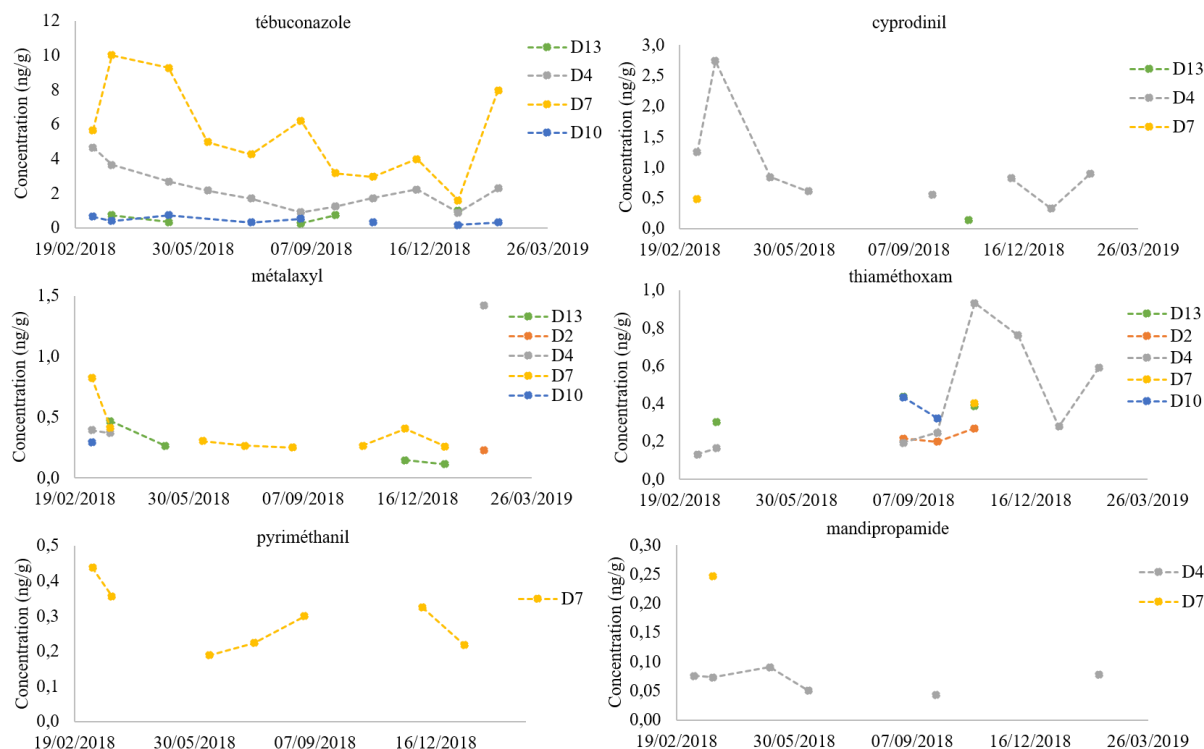 tébuconazole
Concentration (ng/g)
12
10
8
6
4
2
0
19/02/2018 30/05/2018 07/09/2018 16/12/2018 26/03/2019
D13
D4
D7
D10
cyprodinil
Concentration (ng/g)
3,0
2,5
2,0
1,5
1,0
0,5
0,0
19/02/2018 30/05/2018 07/09/2018 16/12/2018 26/03/2019
D13
D4
D7
métalaxyl
Concentration (ng/g)
1,5
1,0
0,5
0,0
19/02/2018 30/05/2018 07/09/2018 16/12/2018 26/03/2019
D13
D2
D4
D7
D10
thiaméthoxam
Concentration (ng/g)
1,0
0,8
0,6
0,4
0,2
0,0
19/02/2018 30/05/2018 07/09/2018 16/12/2018 26/03/2019
D13
D2
D4
D7
D10
pyriméthanil
Concentration (ng/g)
0,5
0,4
0,3
0,2
0,1
0,0
19/02/2018 30/05/2018 07/09/2018 16/12/2018
D7
mandipropamide
Concentration (ng/g)
0,30
0,25
0,20
0,15
0,10
0,05
0,00
19/02/2018 30/05/2018 07/09/2018 16/12/2018 26/03/2019
D4
D7